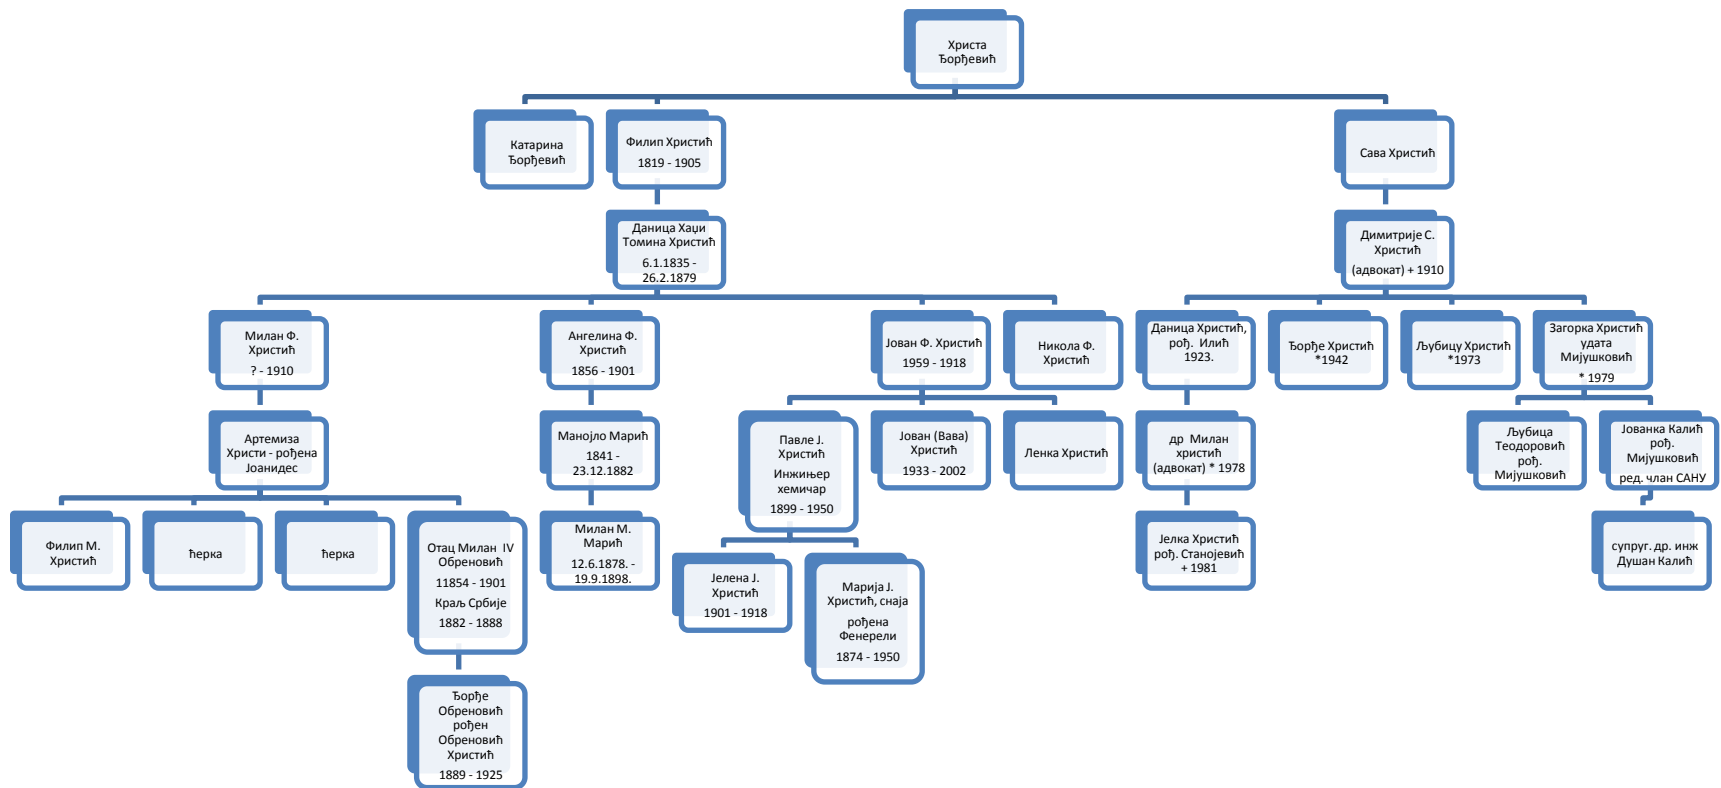 Христа
Ђорђевић
Катарина
Ђорђевић
Филип Христић
1819 - 1905
Сава Христић
Даница Хаџи
Томина Христић
6.1.1835 -
26.2.1879
Димитрије С.
Христић
(адвокат) + 1910
Милан Ф.
Христић
? - 1910
Ангелина Ф.
Христић
1856 - 1901
Јован Ф. Христић
1959 - 1918
Никола Ф.
Христић
Даница Христић,
рођ. Илић
1923.
Ђорђе Христић
*1942
Љубицу Христић
*1973
Загорка Христић
удата
Мијушковић
* 1979
Артемиза
Христи - рођена
Јоанидес
Манојло Марић
1841 -
23.12.1882
Павле Ј.
Христић
Инжињер
хемичар
1899 - 1950
Јован (Вава)
Христић
1933 - 2002
Ленка Христић
др Милан
христић
(адвокат) * 1978
Љубица
Теодоровић
рођ.
Мијушковић
Јованка Калић
рођ.
Мијушковић
ред. члан САНУ
Филип М.
Христић
ћерка
ћерка
Отац Милан IV
Обреновић
11854 - 1901
Краљ Србије
1882 - 1888
Милан М.
Марић
12.6.1878. -
19.9.1898.
Јелена Ј.
Христић
1901 - 1918
Марија Ј.
Христић, снаја
рођена
Фенерели
1874 - 1950
Јелка Христић
рођ. Станојевић
+ 1981
супруг. др. инж
Душан Калић
Ђорђе
Обреновић
рођен
Обреновић
Христић
1889 - 1925